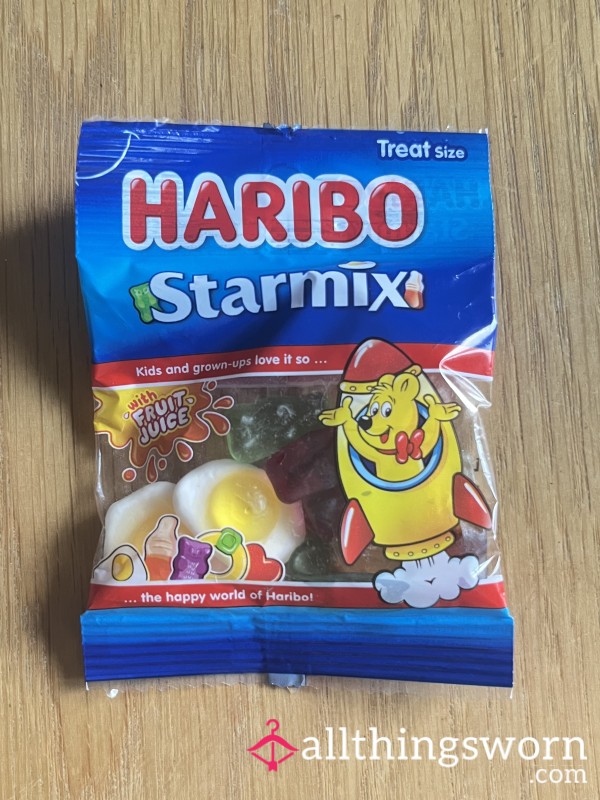 Treat Size
HARIBO
Starmix
Kids and grown-ups love it so ...
with
FRUIT
JUICE
... the happy world of Haribo!
allthingsworn
.com